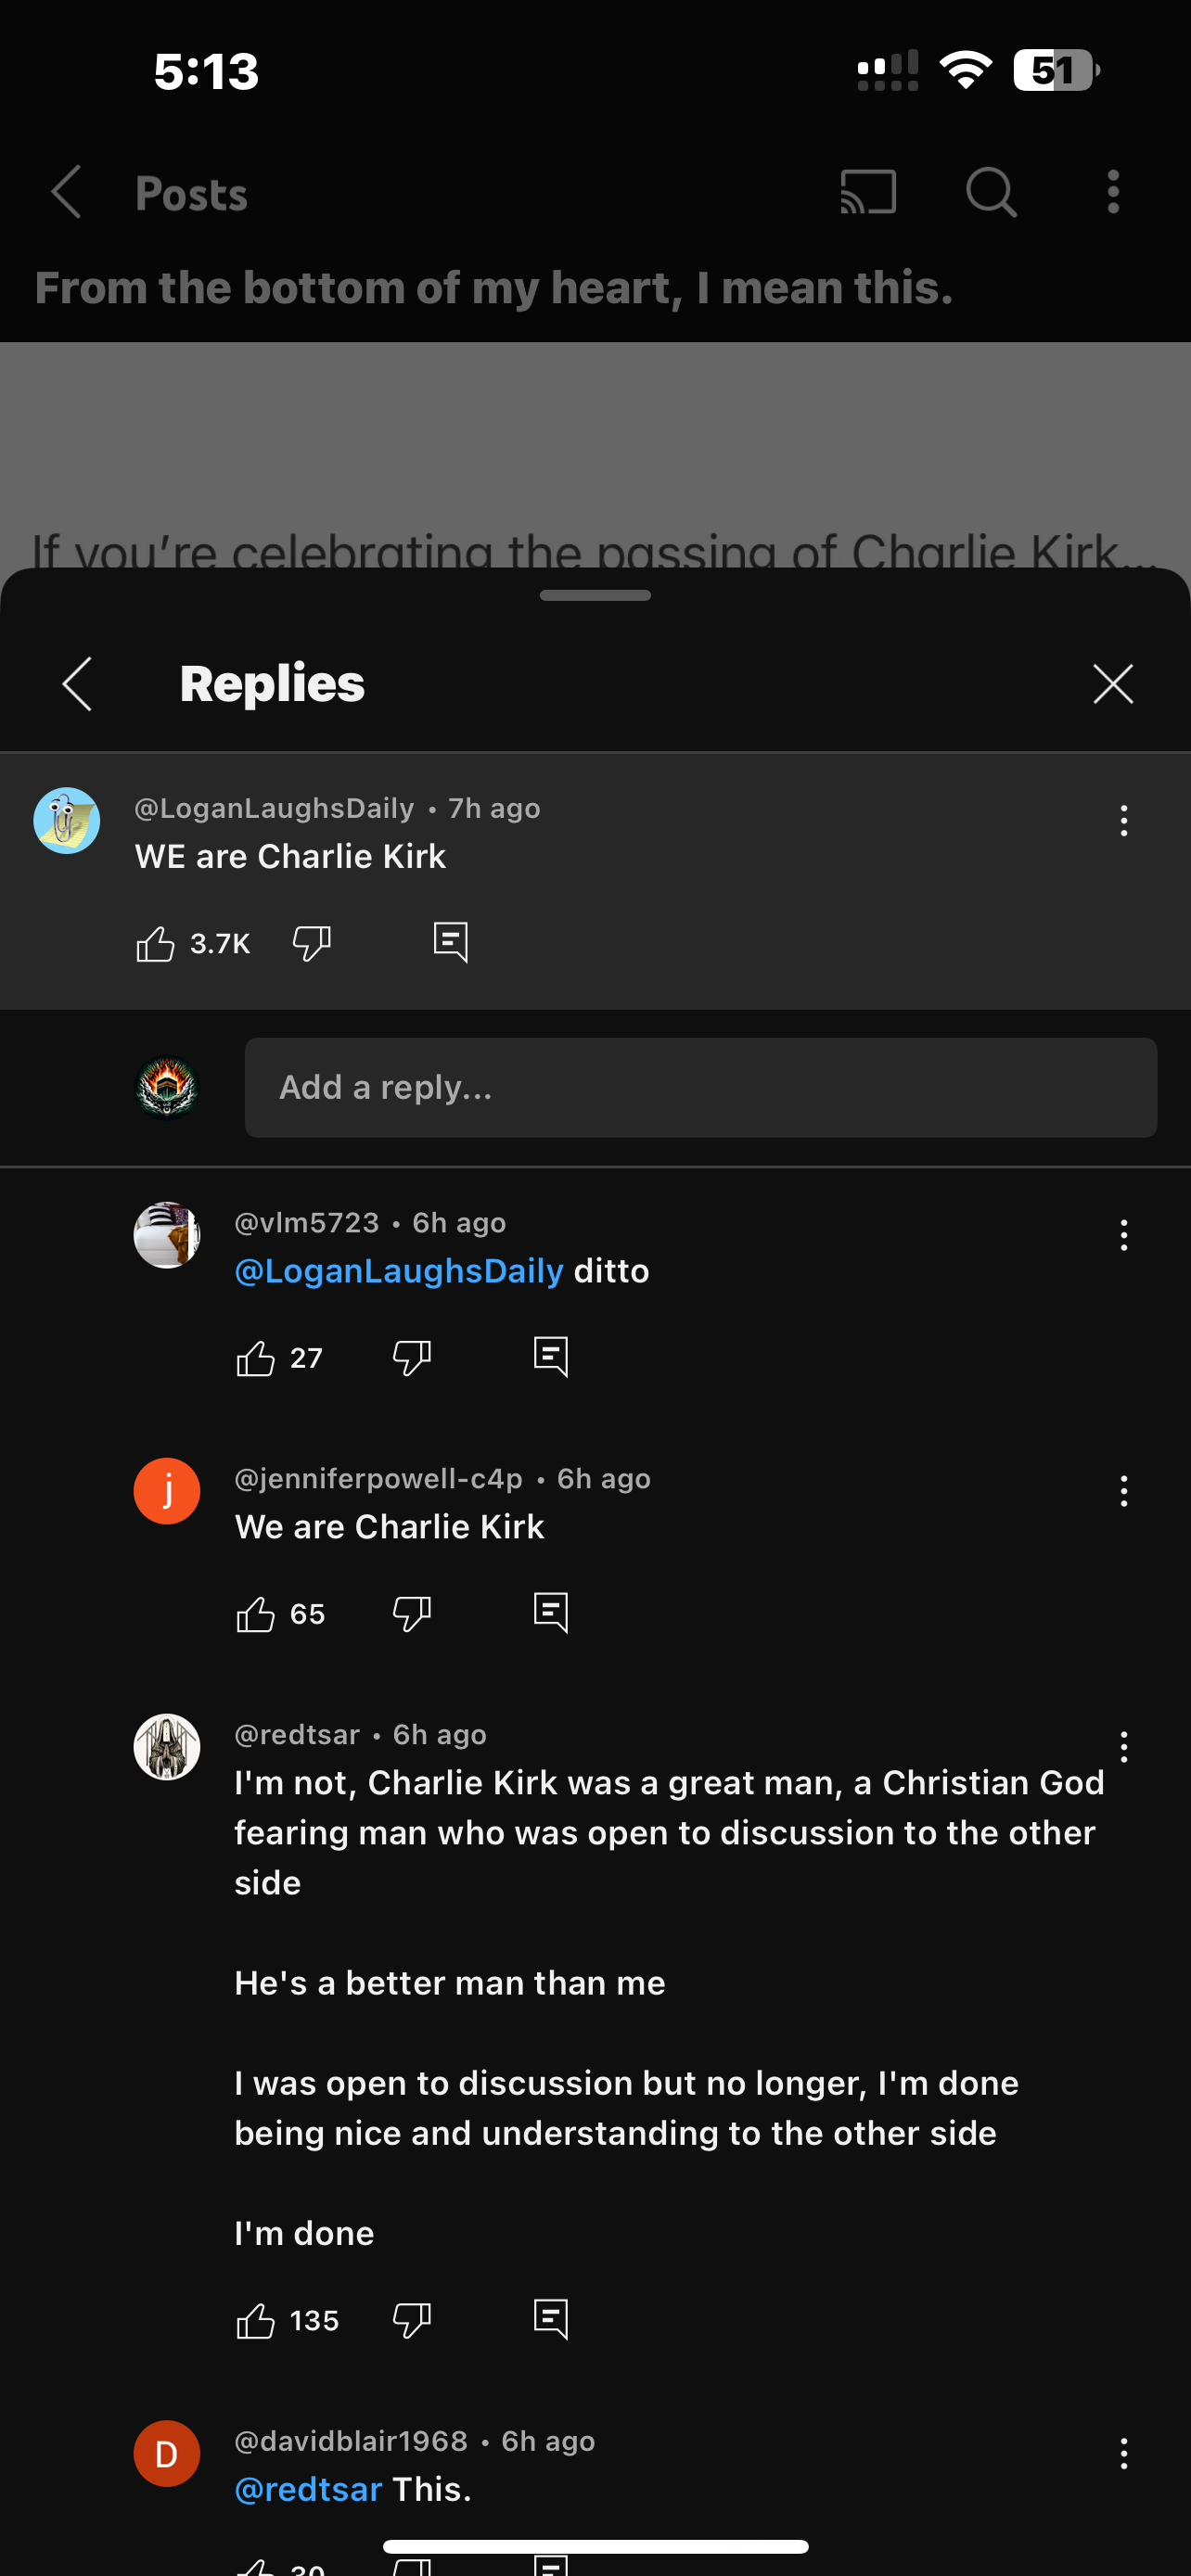 5:13
51
Posts
From the bottom of my heart, I mean this.
If you’re celebrating the passing of Charlie Kirk...
Replies
@LoganLaughsDaily • 7h ago
WE are Charlie Kirk
3.7K
Add a reply...
@vlm5723 • 6h ago
@LoganLaughsDaily ditto
27
j
@jenniferpowell-c4p • 6h ago
We are Charlie Kirk
65
@redtsar • 6h ago
I'm not, Charlie Kirk was a great man, a Christian God
fearing man who was open to discussion to the other
side
He's a better man than me
I was open to discussion but no longer, I'm done
being nice and understanding to the other side
I'm done
135
D
@davidblair1968 • 6h ago
@redtsar This.
30